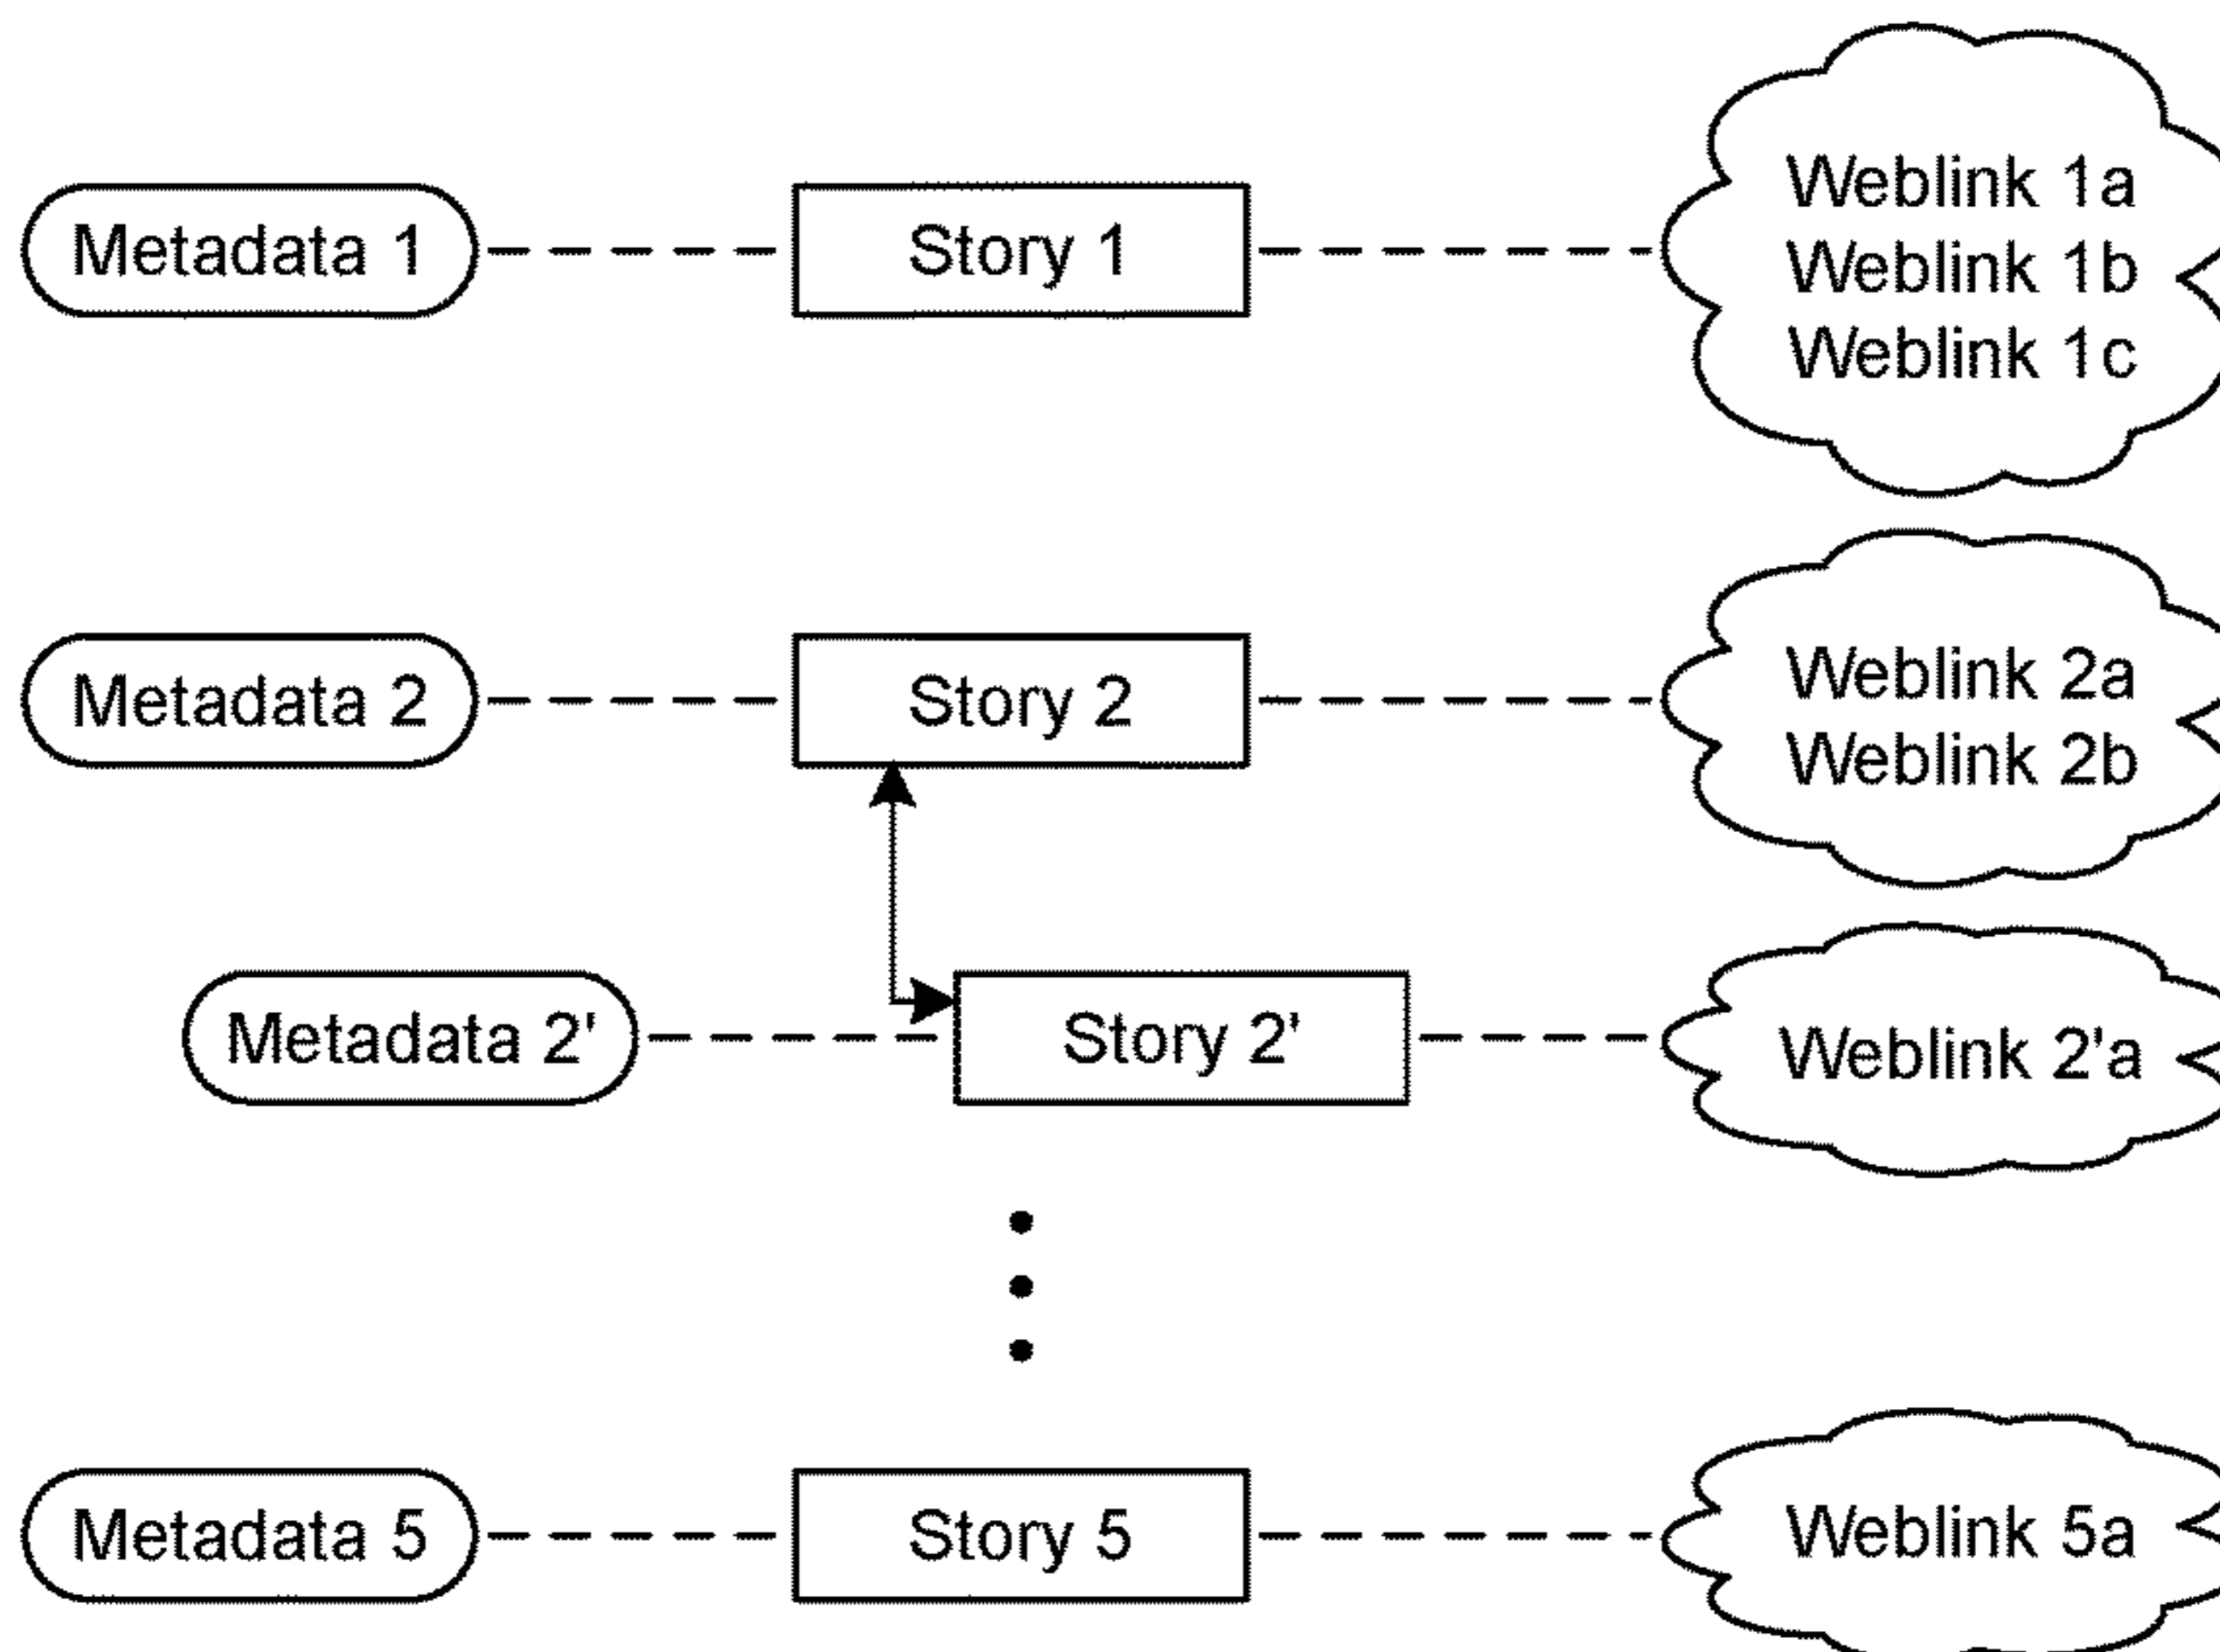 Metadata 1
Story 1
Weblink 1a
Weblink 1b
Weblink 1c
Metadata 2
Story 2
Weblink 2a
Weblink 2b
Metadata 2'
Story 2'
Weblink 2'a
Metadata 5
Story 5
Weblink 5a